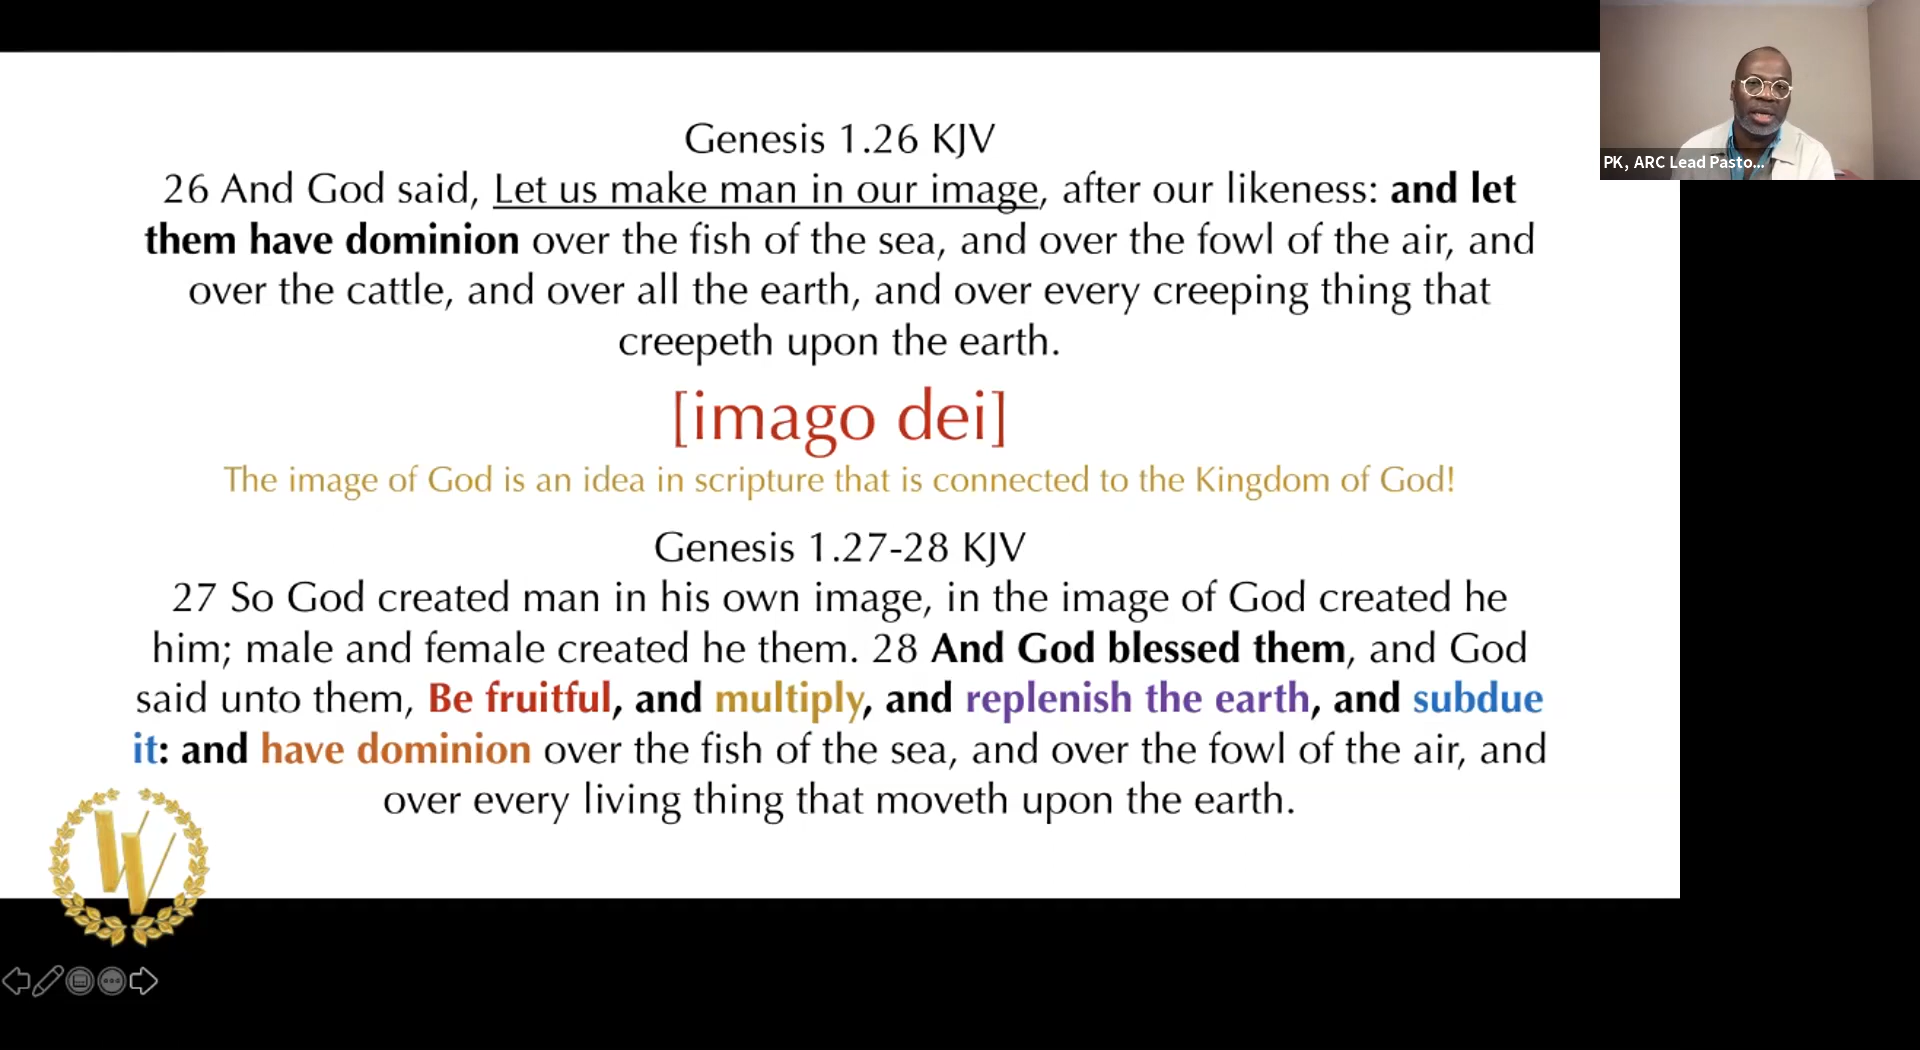 Genesis 1.26 KJV
26 And God said, Let us make man in our image, after our likeness: and let
them have dominion over the fish of the sea, and over the fowl of the air, and
over the cattle, and over all the earth, and over every creeping thing that
creepeth upon the earth.
[imago dei]
The image of God is an idea in scripture that is connected to the Kingdom of God!
Genesis 1.27-28 KJV
27 So God created man in his own image, in the image of God created he
him; male and female created he them. 28 And God blessed them, and God
said unto them, Be fruitful, and multiply, and replenish the earth, and subdue
it: and have dominion over the fish of the sea, and over the fowl of the air, and
over every living thing that moveth upon the earth.
W
PK, ARC Lead Pasto...